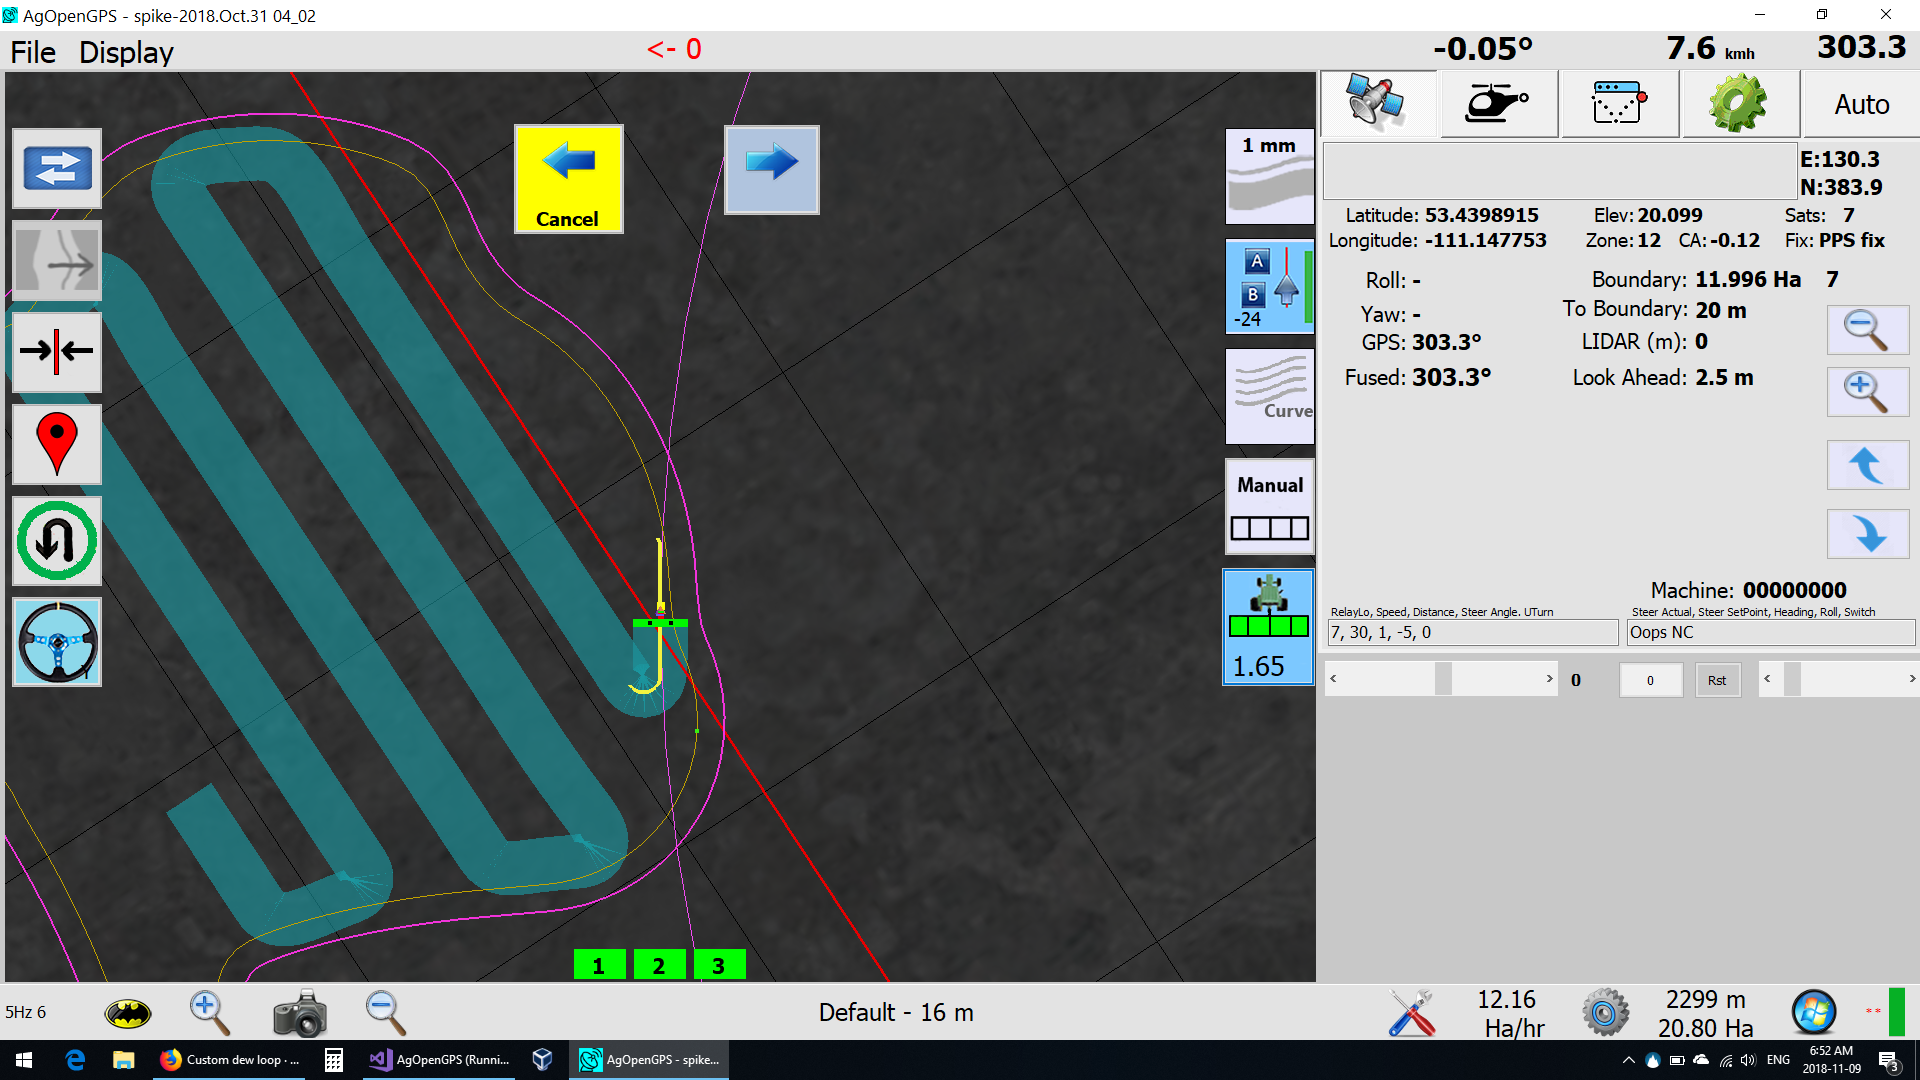 AgOpenGPS - spike-2018.Oct.31 04_02
File Display
<- 0
-0.05° 7.6 kmh 303.3
Cancel
1 mm
A
B
-24
Curve
Manual
1.65
Auto
E:130.3
N:383.9
Latitude: 53.4398915 Elev: 20.099 Sats: 7
Longitude: -111.147753 Zone: 12 CA: -0.12 Fix: PPS fix
Roll: - Boundary: 11.996 Ha 7
Yaw: - To Boundary: 20 m
GPS: 303.3° LIDAR (m): 0
Fused: 303.3° Look Ahead: 2.5 m
Machine: 00000000
RelayLo, Speed, Distance, Steer Angle. UTurn Steer Actual, Steer SetPoint, Heading, Roll, Switch
7, 30, 1, -5, 0 Oops NC
< > 0 0 Rst < >
1 2 3
5Hz 6
Default - 16 m
12.16
Ha/hr
2299 m
20.80 Ha
**
Custom dew loop · ...
AgOpenGPS (Runni...
AgOpenGPS - spike...
ENG
6:52 AM
2018-11-09
3